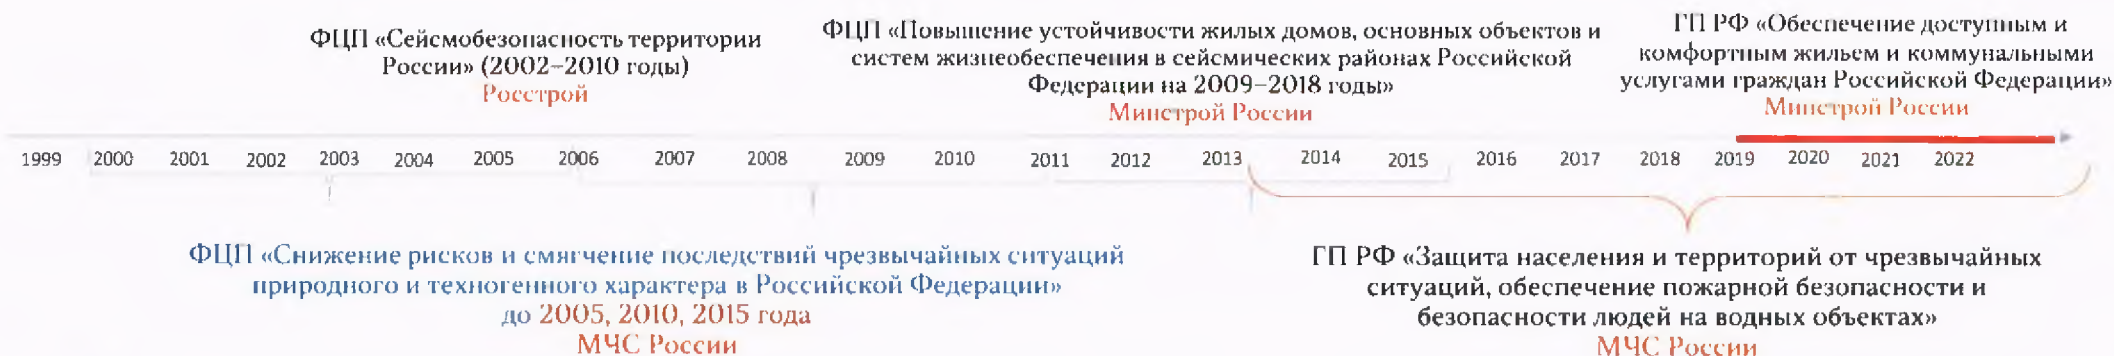 ФЦП «Сейсмобезопасность территории
России» (2002–2010 годы)
Росстрой
ФЦП «Повышение устойчивости жилых домов, основных объектов и
систем жизнеобеспечения в сейсмических районах Российской
Федерации на 2009–2018 годы»
Минстрой России
ГП РФ «Обеспечение доступным и
комфортным жильем и коммунальными
услугами граждан Российской Федерации»
Минстрой России
1999 2000 2001 2002 2003 2004 2005 2006 2007 2008 2009 2010 2011 2012 2013 2014 2015 2016 2017 2018 2019 2020 2021 2022
ФЦП «Снижение рисков и смягчение последствий чрезвычайных ситуаций
природного и техногенного характера в Российской Федерации»
до 2005, 2010, 2015 года
МЧС России
ГП РФ «Защита населения и территорий от чрезвычайных
ситуаций, обеспечение пожарной безопасности и
безопасности людей на водных объектах»
МЧС России